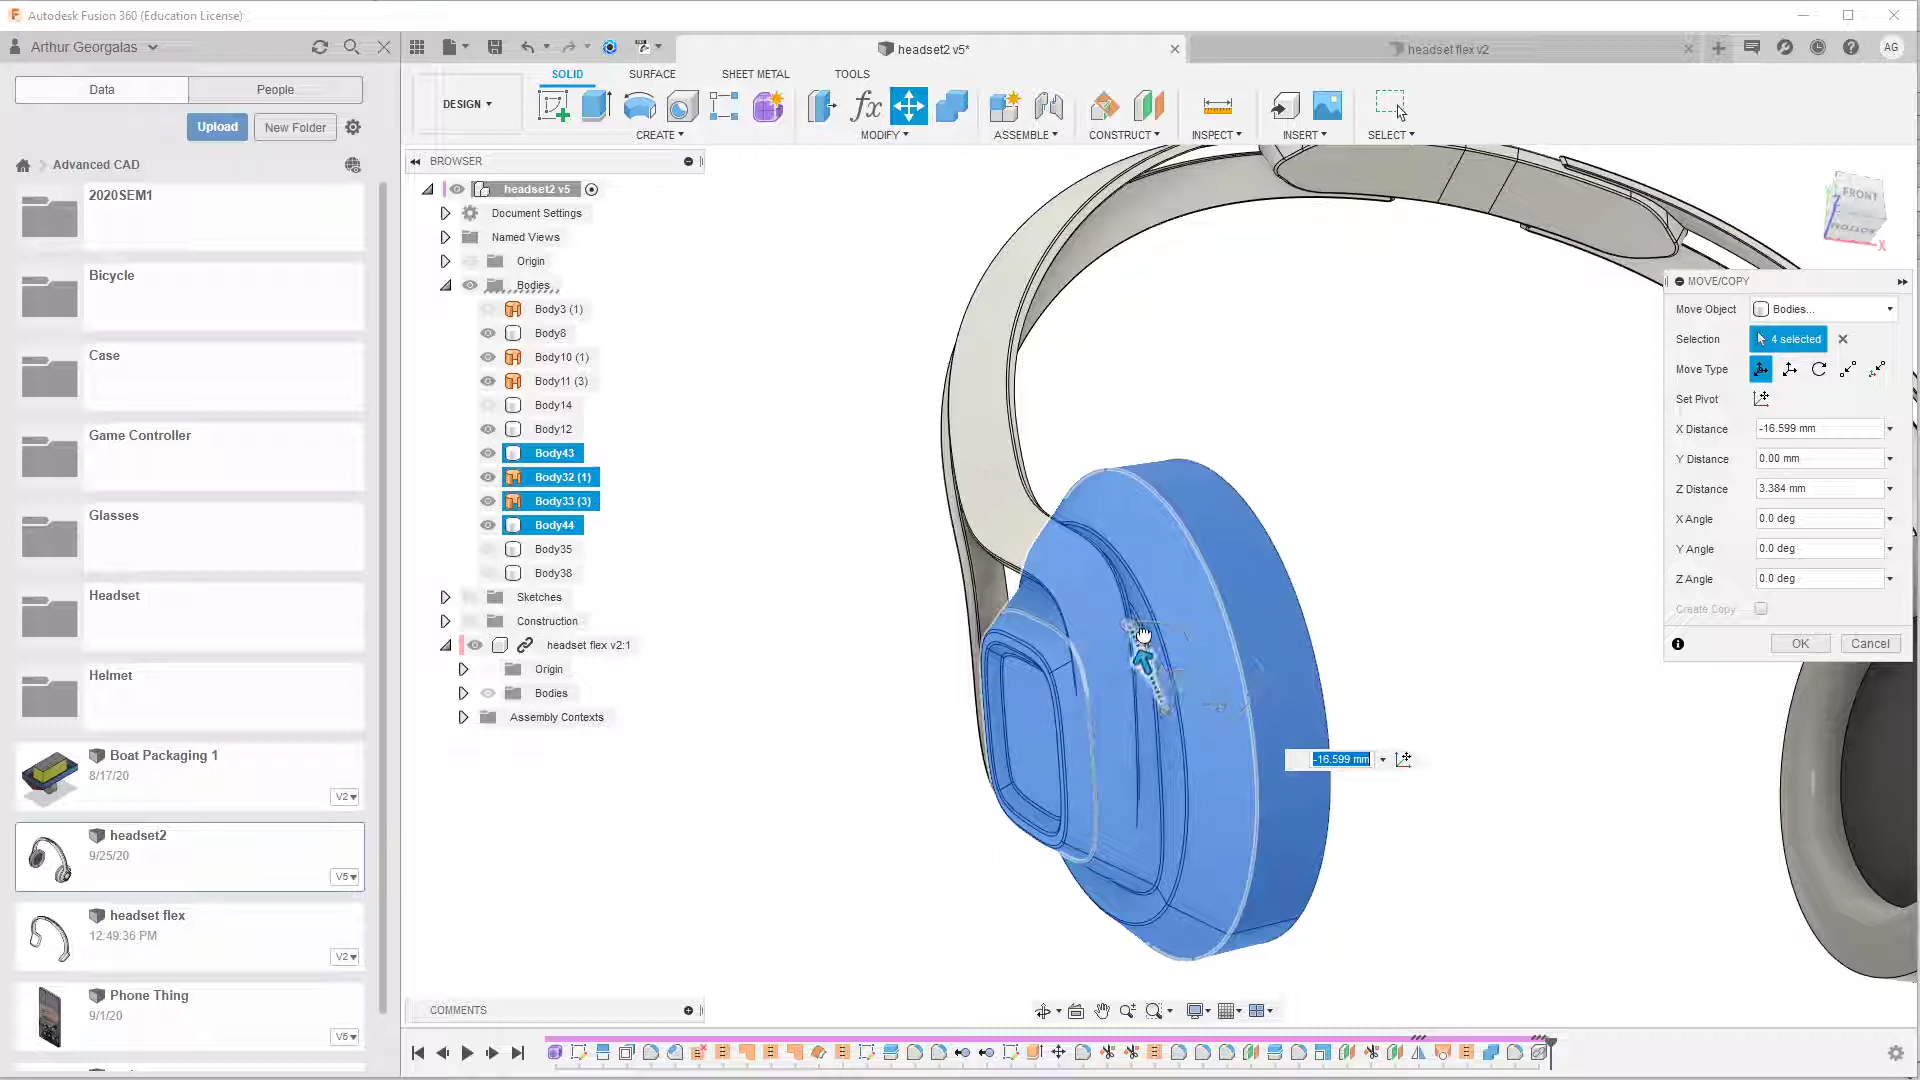 Autodesk Fusion 360 (Education License)
Arthur Georgalas
headset2 v5*
headset flex v2
AG
Data
People
Upload
New Folder
Advanced CAD
2020SEM1
Bicycle
Case
Game Controller
Glasses
Headset
Helmet
Boat Packaging 1
8/17/20
V2
headset2
9/25/20
V5
headset flex
12:49:36 PM
V2
Phone Thing
9/1/20
V5
SOLID
SURFACE
SHEET METAL
TOOLS
DESIGN
CREATE
MODIFY
ASSEMBLE
CONSTRUCT
INSPECT
INSERT
SELECT
BROWSER
headset2 v5
Document Settings
Named Views
Origin
Bodies
Body3 (1)
Body8
Body10 (1)
Body11 (3)
Body14
Body12
Body43
Body32 (1)
Body33 (3)
Body44
Body35
Body38
Sketches
Construction
headset flex v2:1
Origin
Bodies
Assembly Contexts
FRONT
BOTTOM
Z
X
MOVE/COPY
Move Object
Bodies...
Selection
4 selected
Move Type
Set Pivot
X Distance
-16.599 mm
Y Distance
0.00 mm
Z Distance
3.384 mm
X Angle
0.0 deg
Y Angle
0.0 deg
Z Angle
0.0 deg
Create Copy
OK
Cancel
-16.599 mm
COMMENTS